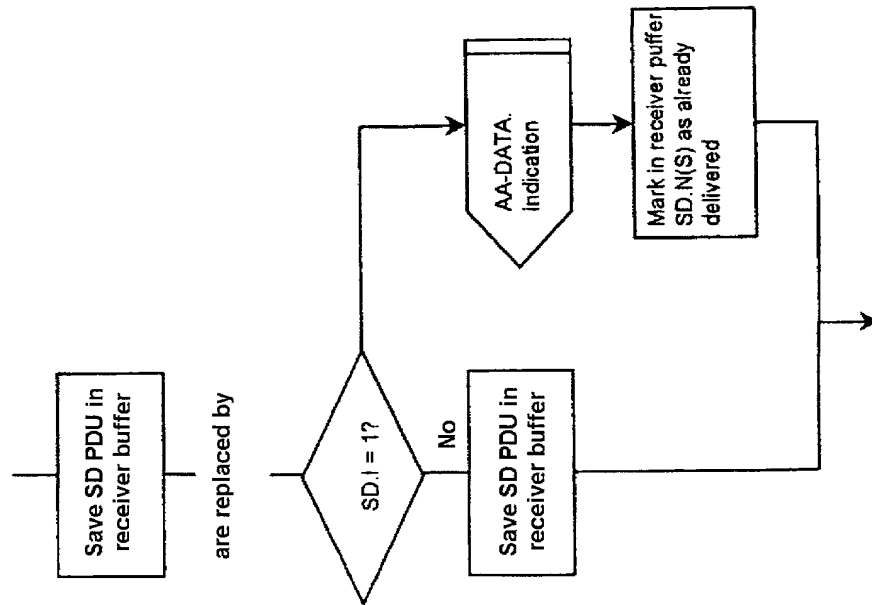 Save SD PDU in
receiver buffer
are replaced by
SD.I = 1?
No
Save SD PDU in
receiver buffer
AA-DATA.
indication
Mark in receiver puffer
SD.N(S) as already
delivered